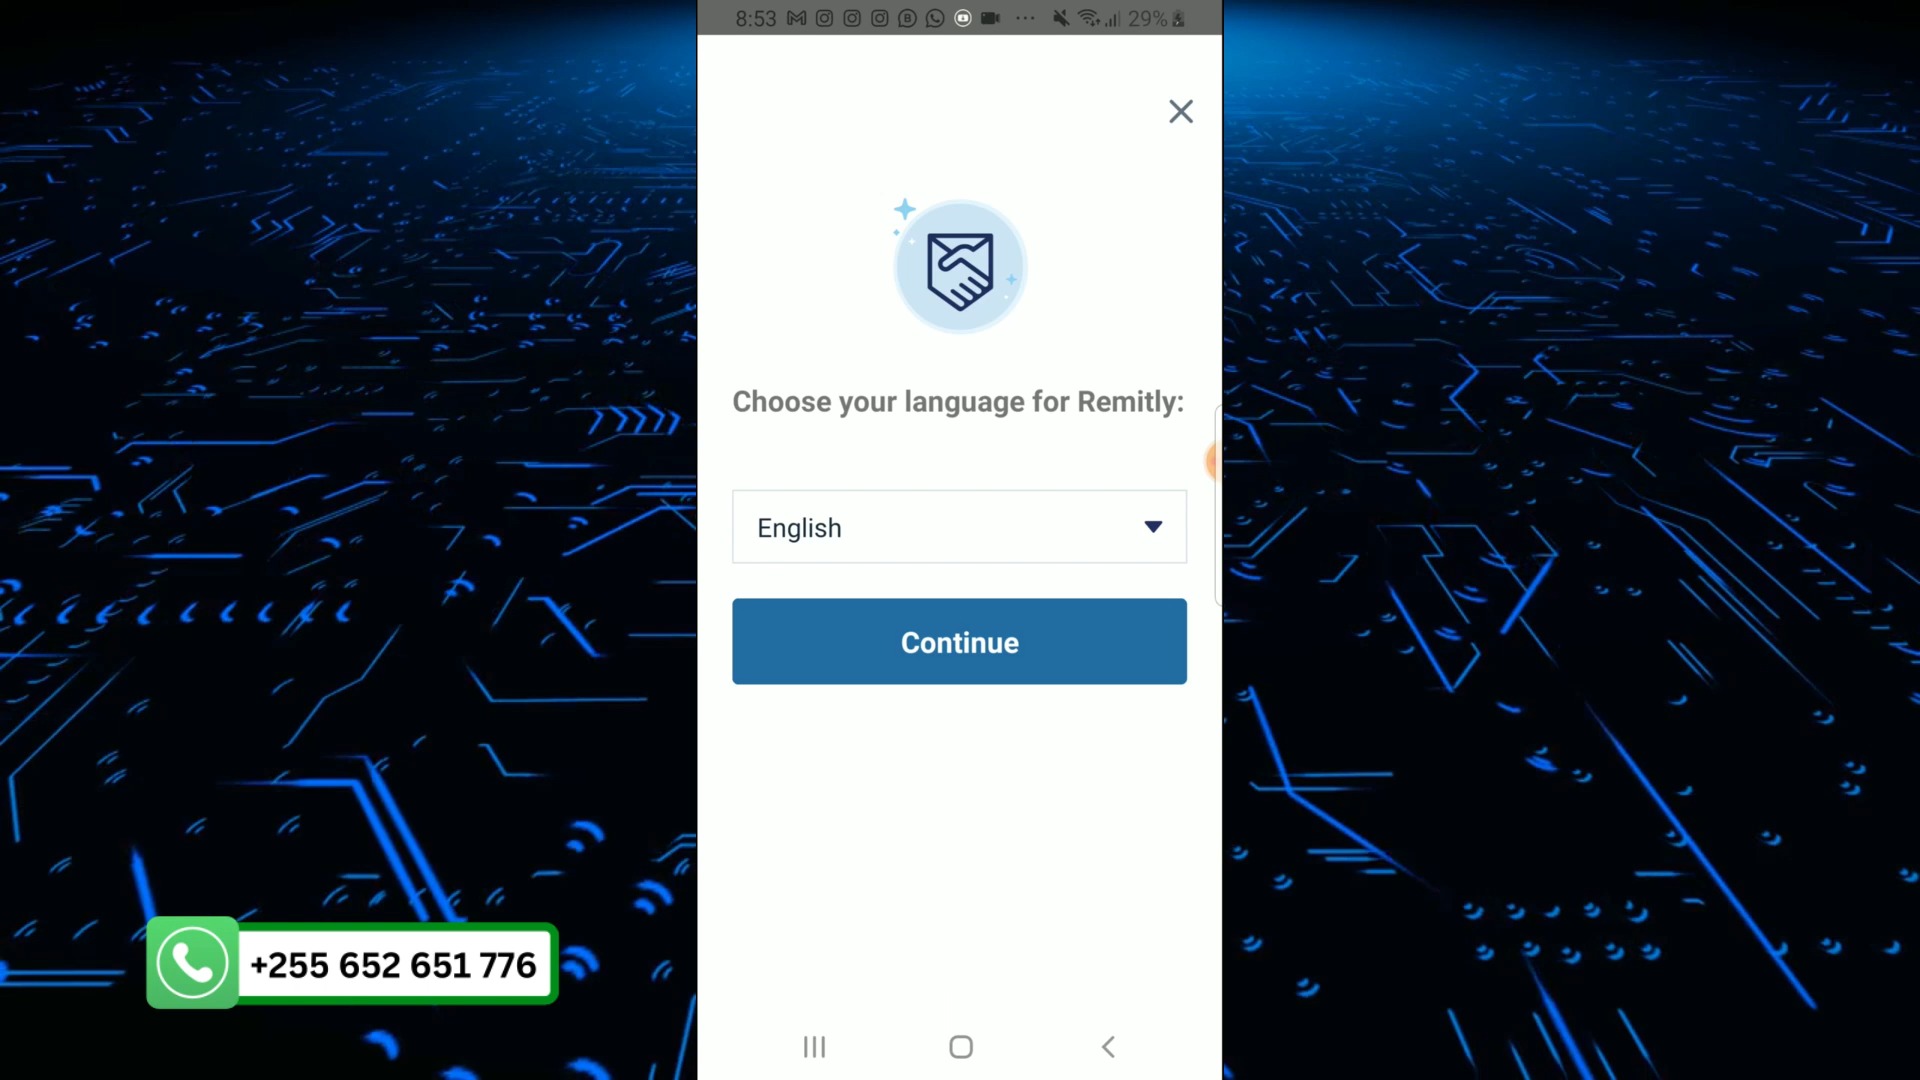 8:53
29%
Choose your language for Remitly:
English
Continue
+255 652 651 776